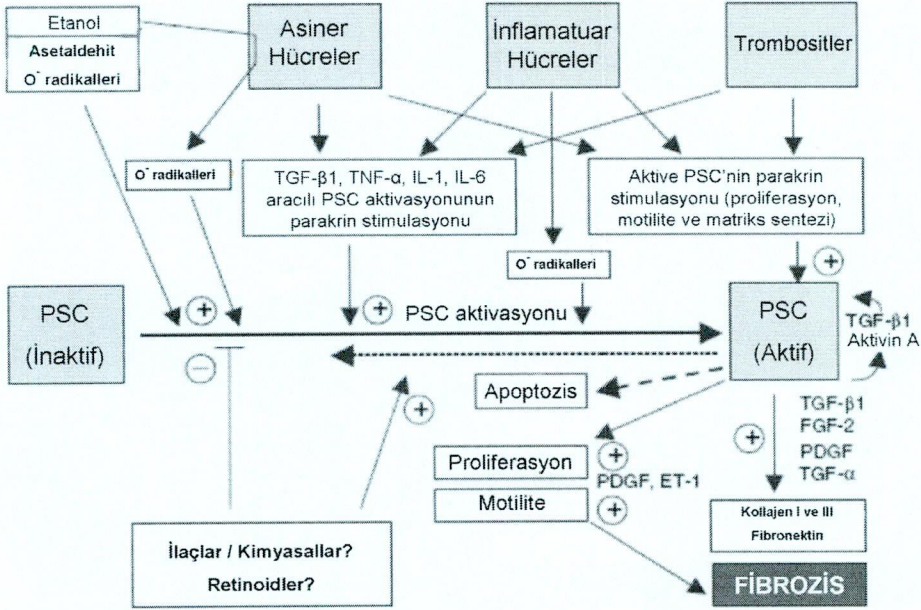 Etanol
Asetaldehit
O⁻ radikalleri
Asiner
Hücreler
İnflamatuar
Hücreler
Trombositler
O⁻ radikalleri
TGF-β1, TNF-α, IL-1, IL-6
aracılı PSC aktivasyonunun
parakrin stimulasyonu
Aktive PSC'nin parakrin
stimulasyonu (proliferasyon,
motilite ve matriks sentezi)
O⁻ radikalleri
+
PSC
(İnaktif)
+
+
PSC aktivasyonu
PSC
(Aktif)
TGF-β1
Aktivin A
−
Apoptozis
+
TGF-β1
FGF-2
PDGF
TGF-α
+
Proliferasyon
+
PDGF, ET-1
Motilite
+
Kollajen I ve III
Fibronektin
İlaçlar / Kimyasallar?
Retinoidler?
FİBROZİS